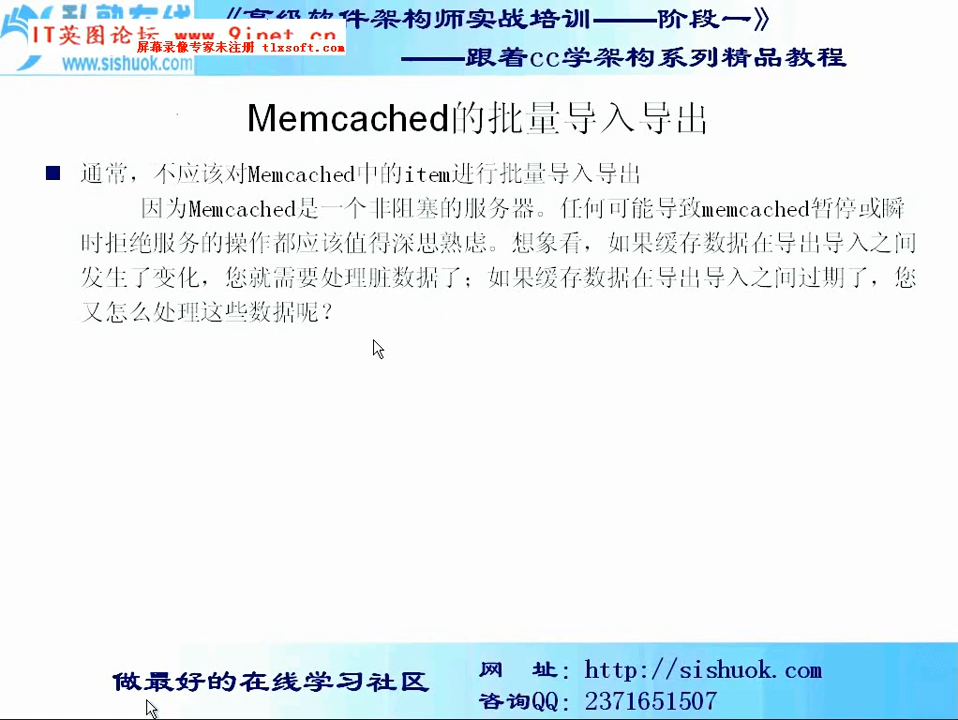 《高级软件架构师实战培训——阶段一》
IT英图论坛 www.9inet.cn
屏幕录像专家未注册 tlxsoft.com
www.sishuok.com
——跟着cc学架构系列精品教程
Memcached的批量导入导出
通常，不应该对Memcached中的item进行批量导入导出
因为Memcached是一个非阻塞的服务器。任何可能导致memcached暂停或瞬
时拒绝服务的操作都应该值得深思熟虑。想象看，如果缓存数据在导出导入之间
发生了变化，您就需要处理脏数据了；如果缓存数据在导出导入之间过期了，您
又怎么处理这些数据呢？
做最好的在线学习社区
网 址：http://sishuok.com
咨询QQ：2371651507